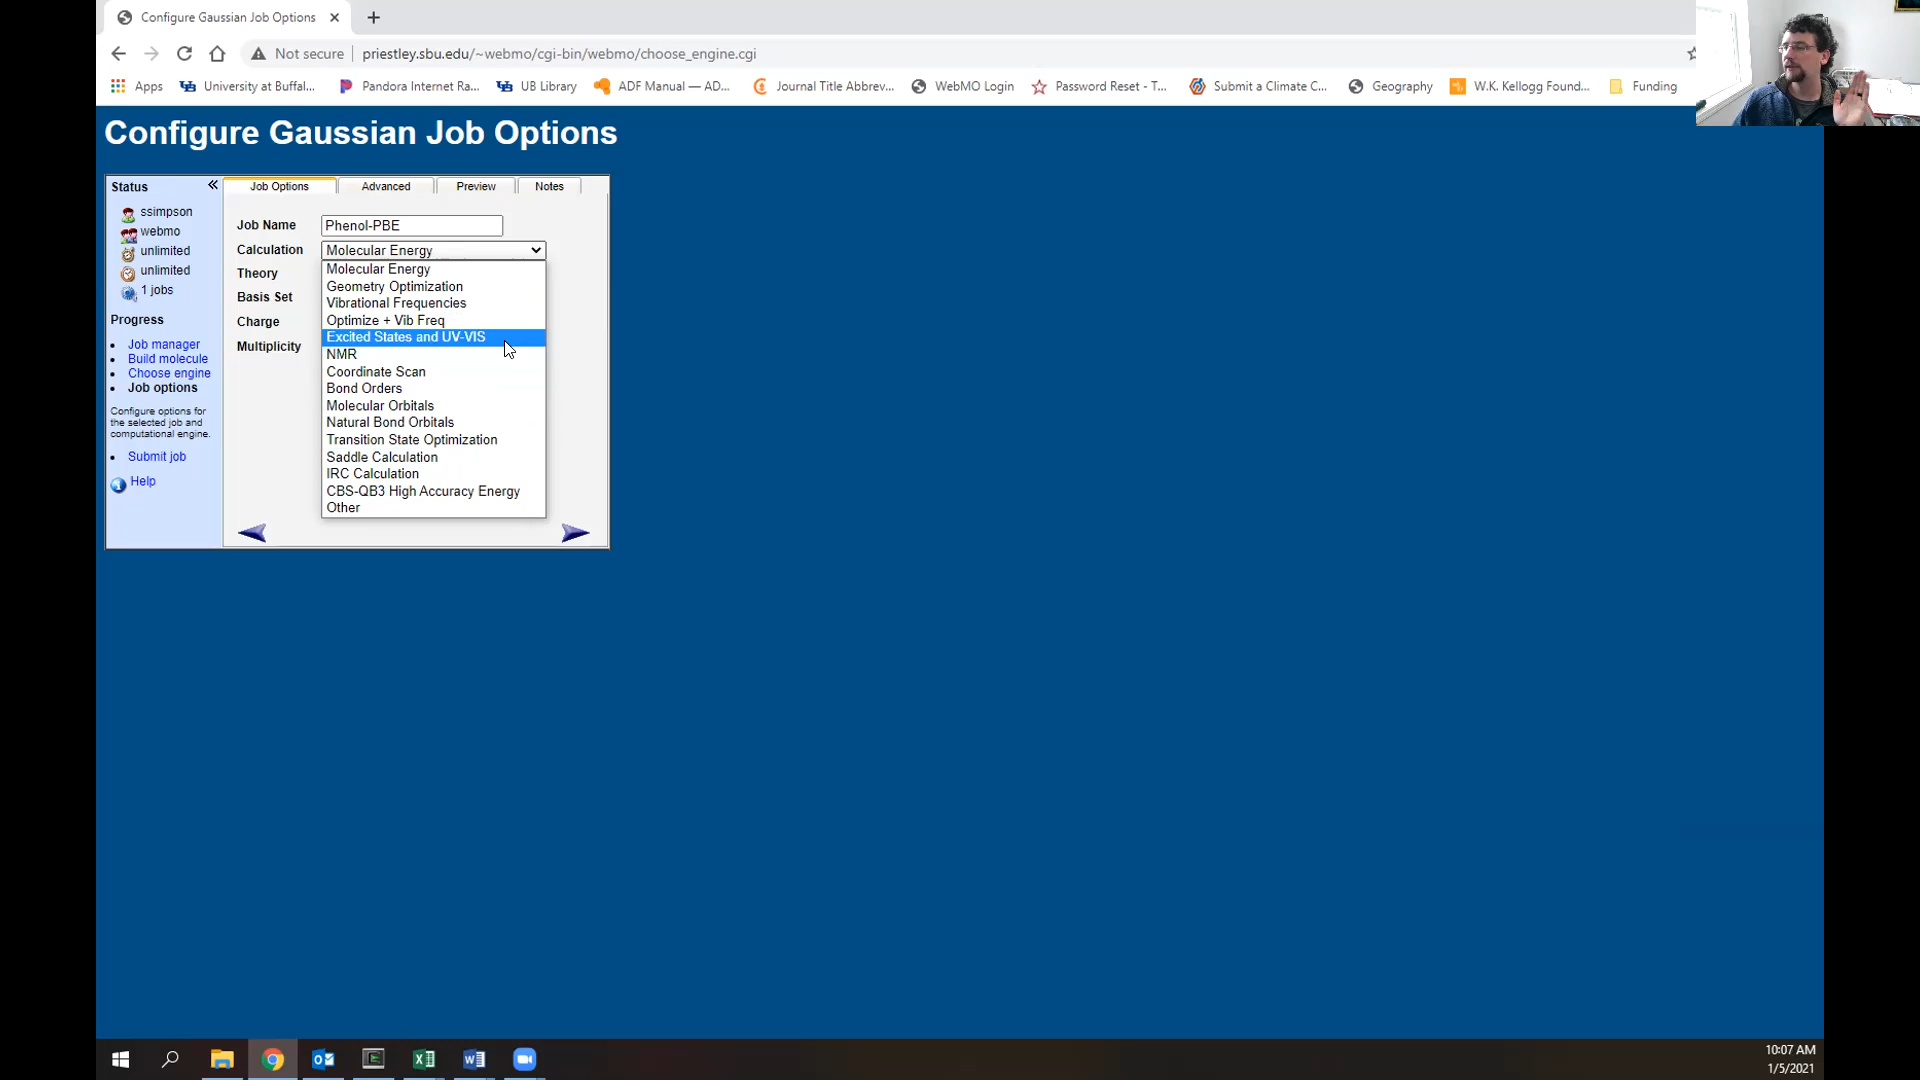 Configure Gaussian Job Options
Not secure
priestley.sbu.edu/~webmo/cgi-bin/webmo/choose_engine.cgi
Apps
University at Buffal...
Pandora Internet Ra...
UB Library
ADF Manual — AD...
Journal Title Abbrev...
WebMO Login
Password Reset - T...
Submit a Climate C...
Geography
W.K. Kellogg Found...
Funding
Configure Gaussian Job Options
Status
ssimpson
webmo
unlimited
unlimited
1 jobs
Progress
Job manager
Build molecule
Choose engine
Job options
Configure options for
the selected job and
computational engine.
Submit job
Help
Job Options
Advanced
Preview
Notes
Job Name
Phenol-PBE
Calculation
Molecular Energy
Theory
Basis Set
Charge
Multiplicity
Molecular Energy
Geometry Optimization
Vibrational Frequencies
Optimize + Vib Freq
Excited States and UV-VIS
NMR
Coordinate Scan
Bond Orders
Molecular Orbitals
Natural Bond Orbitals
Transition State Optimization
Saddle Calculation
IRC Calculation
CBS-QB3 High Accuracy Energy
Other
10:07 AM
1/5/2021